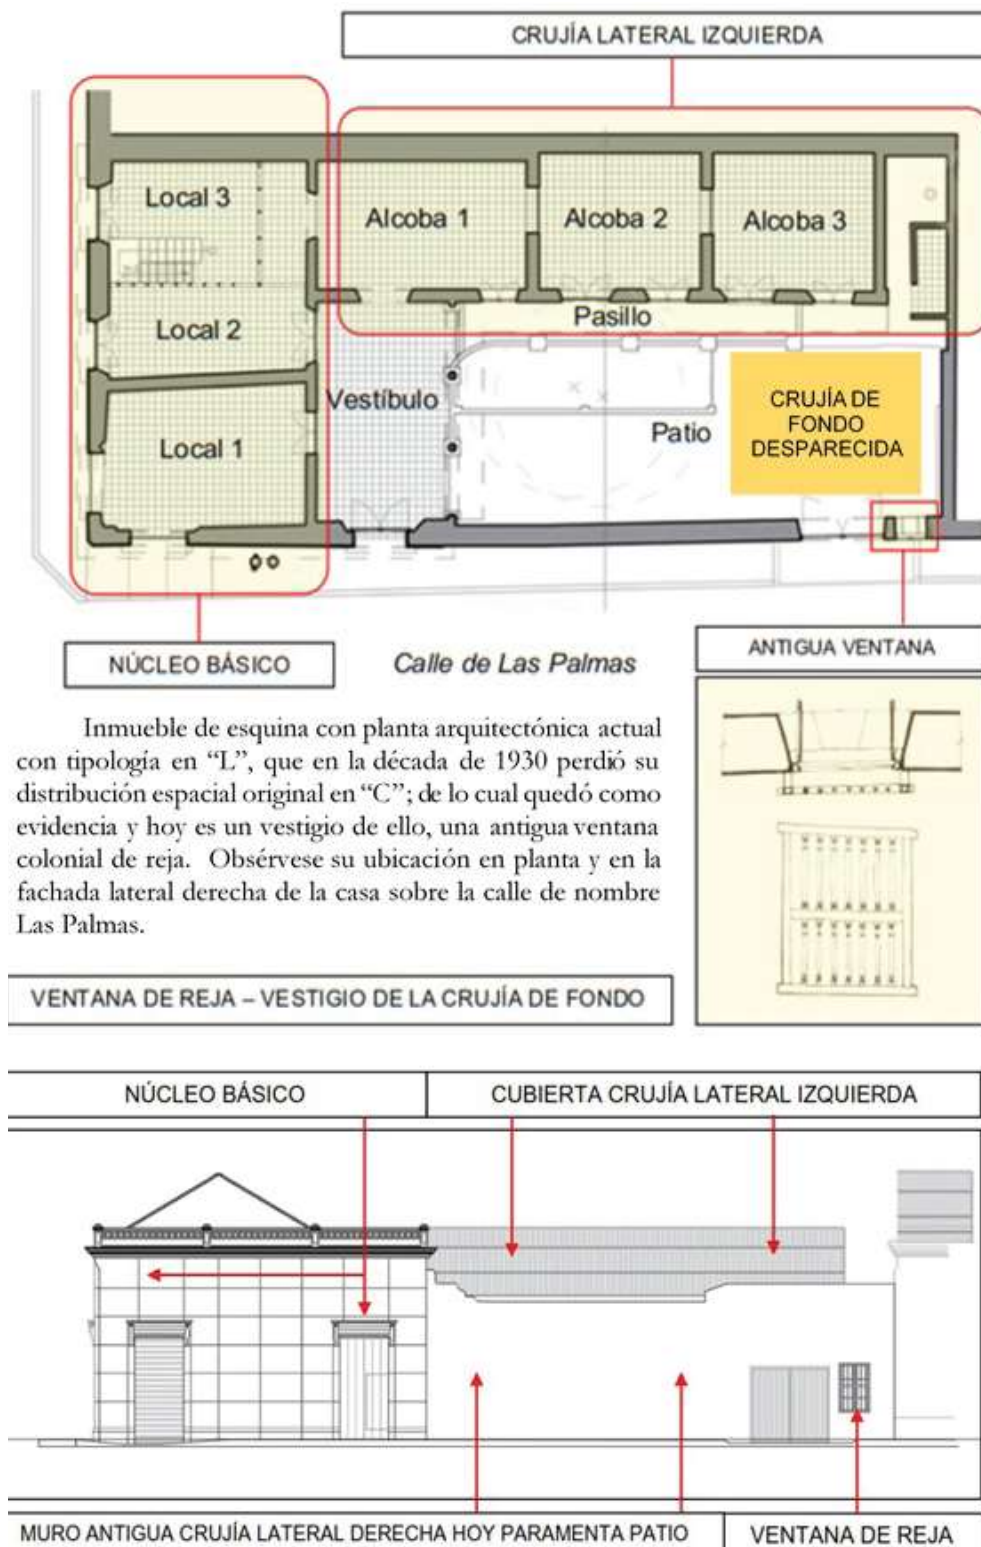 CRUJÍA LATERAL IZQUIERDA
Local 3
Alcoba 1
Alcoba 2
Alcoba 3
Pasillo
Local 2
Vestíbulo
Local 1
Patio
CRUJÍA DE
FONDO
DESPARECIDA
NÚCLEO BÁSICO
Calle de Las Palmas
ANTIGUA VENTANA
Inmueble de esquina con planta arquitectónica actual
con tipología en “L”, que en la década de 1930 perdió su
distribución espacial original en “C”; de lo cual quedó como
evidencia y hoy es un vestigio de ello, una antigua ventana
colonial de reja. Obsérvese su ubicación en planta y en la
fachada lateral derecha de la casa sobre la calle de nombre
Las Palmas.
VENTANA DE REJA – VESTIGIO DE LA CRUJÍA DE FONDO
NÚCLEO BÁSICO
CUBIERTA CRUJÍA LATERAL IZQUIERDA
MURO ANTIGUA CRUJÍA LATERAL DERECHA HOY PARAMENTA PATIO
VENTANA DE REJA